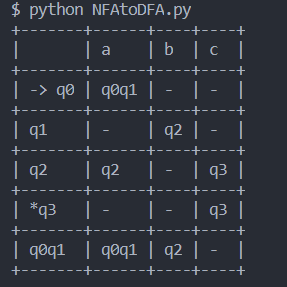 $ python NFAtoDFA.py
+-------+------+----+----+
|       | a    | b  | c  |
+-------+------+----+----+
| -> q0 | q0q1 | -  | -  |
+-------+------+----+----+
| q1    | -    | q2 | -  |
+-------+------+----+----+
| q2    | q2   | -  | q3 |
+-------+------+----+----+
| *q3   | -    | -  | q3 |
+-------+------+----+----+
| q0q1  | q0q1 | q2 | -  |
+-------+------+----+----+